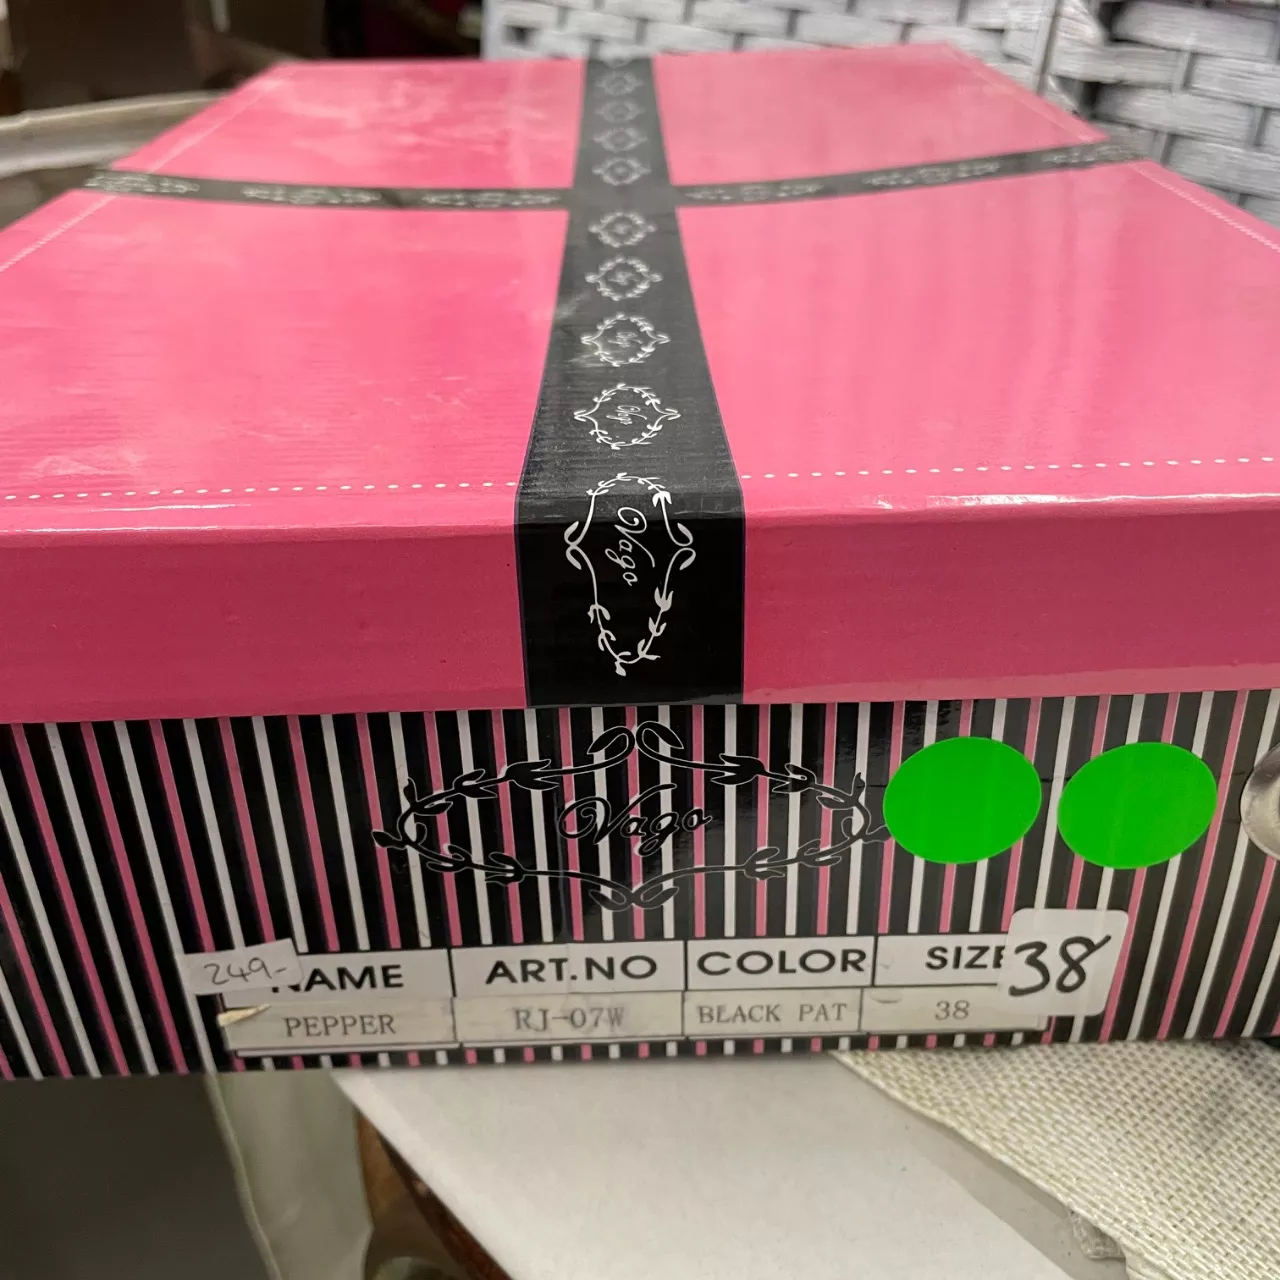 Vago
Vago
Vago
249-
NAME ART.NO COLOR SIZE 38
PEPPER RJ-07W BLACK PAT 38